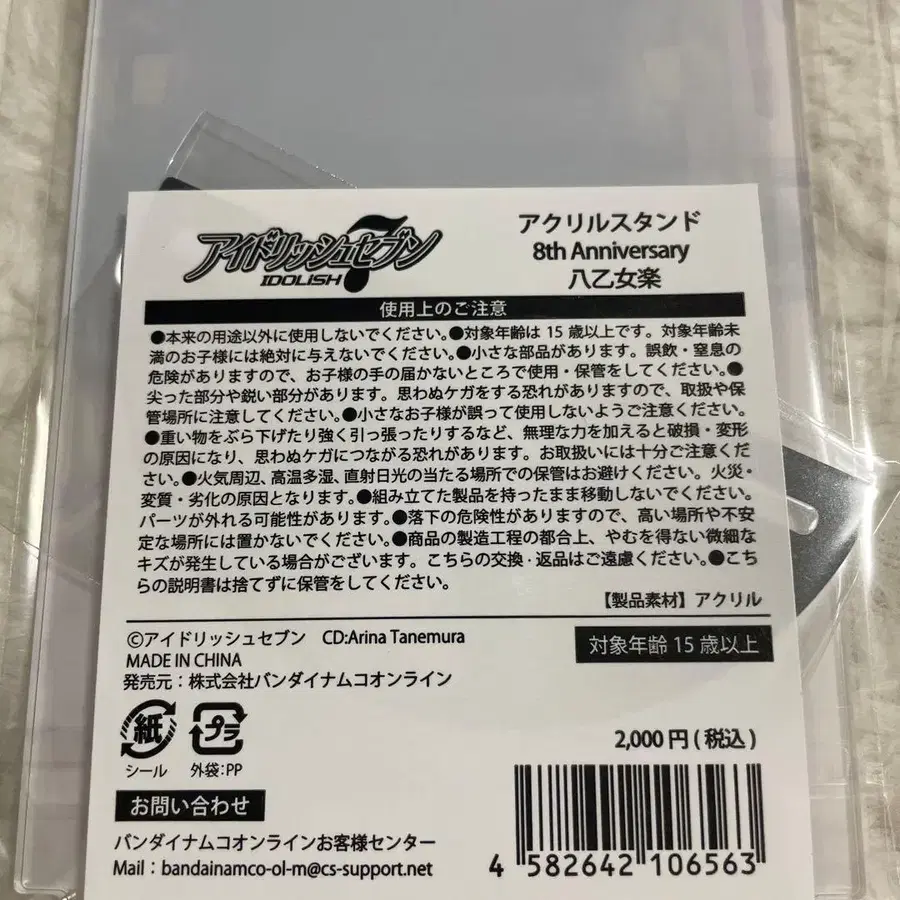 アイドリッシュセブン
7
IDOLiSH
アクリルスタンド
8th Anniversary
八乙女楽
使用上のご注意
●本来の用途以外に使用しないでください。●対象年齢は 15 歳以上です。対象年齢未
満のお子様には絶対に与えないでください。●小さな部品があります。誤飲・窒息の
危険がありますので、お子様の手の届かないところで使用・保管をしてください。●
尖った部分や鋭い部分があります。思わぬケガをする恐れがありますので、取扱や保
管場所に注意してください。●小さなお子様が誤って使用しないようご注意ください。
●重い物をぶら下げたり強く引っ張ったりするなど、無理な力を加えると破損・変形
の原因になり、思わぬケガにつながる恐れがあります。お取扱いには十分ご注意くださ
い。●火気周辺、高温多湿、直射日光の当たる場所での保管はお避けください。火災・
変質・劣化の原因となります。●組み立てた製品を持ったまま移動しないでください。
パーツが外れる可能性があります。●落下の危険性がありますので、高い場所や不安
定な場所には置かないでください。●商品の製造工程の都合上、やむを得ない微細な
キズが発生している場合がございます。こちらの交換・返品はご遠慮ください。●こち
らの説明書は捨てずに保管をしてください。
【製品素材】アクリル
©アイドリッシュセブン CD:Arina Tanemura
MADE IN CHINA
発売元：株式会社バンダイナムコオンライン
対象年齢 15 歳以上
紙
シール
プラ
外袋:PP
2,000 円 ( 税込 )
お問い合わせ
バンダイナムコオンラインお客様センター
Mail : bandainamco-ol-m@cs-support.net
4 582642 106563